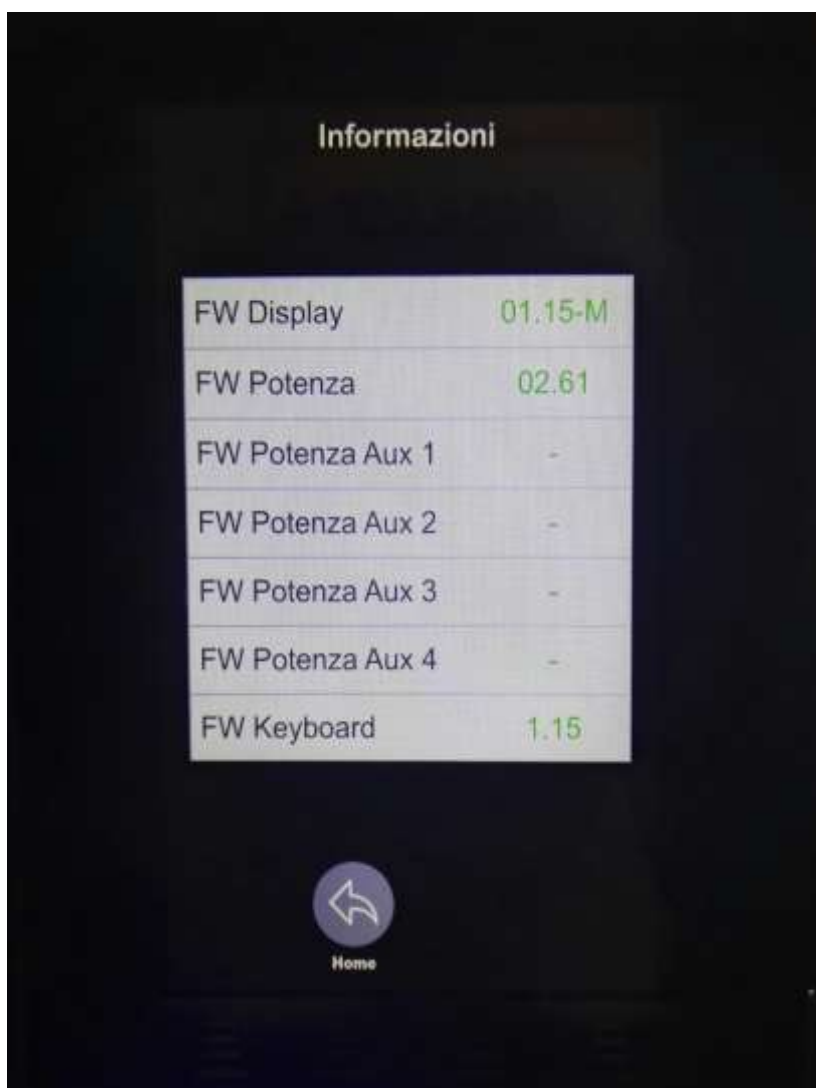 Informazioni
FW Display 01.15-M
FW Potenza 02.61
FW Potenza Aux 1 -
FW Potenza Aux 2 -
FW Potenza Aux 3 -
FW Potenza Aux 4 -
FW Keyboard 1.15
Home